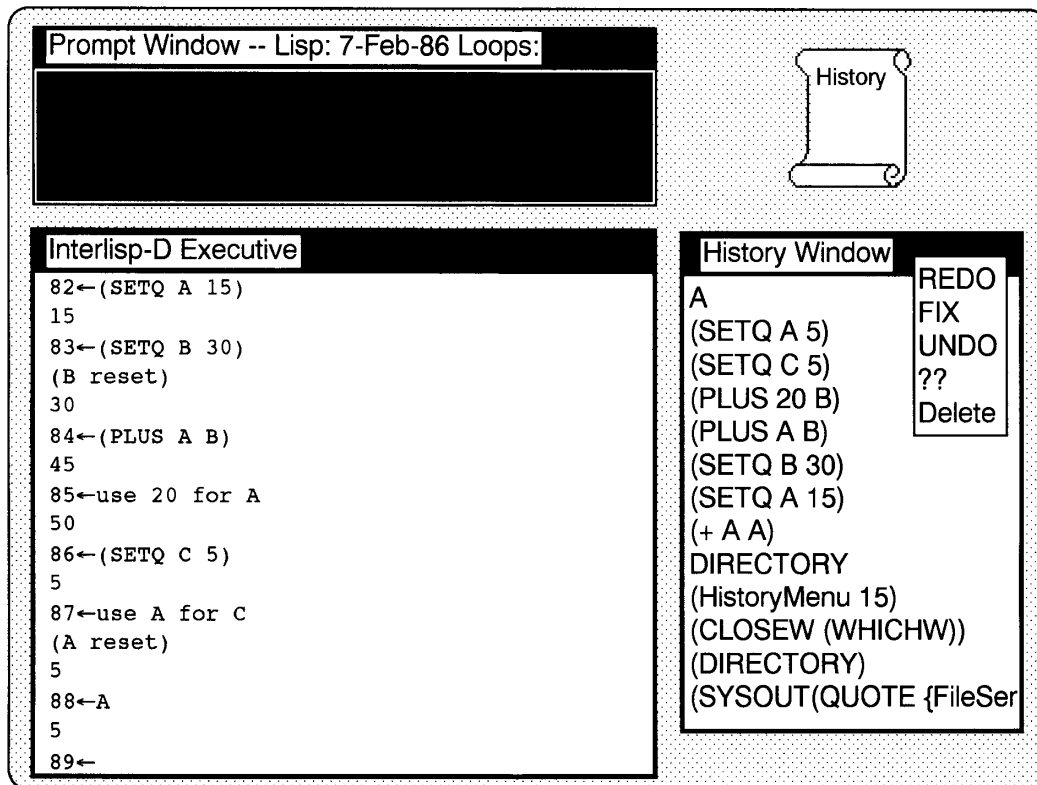 Prompt Window -- Lisp: 7-Feb-86 Loops:
History
Interlisp-D Executive
82←(SETQ A 15)
15
83←(SETQ B 30)
(B reset)
30
84←(PLUS A B)
45
85←use 20 for A
50
86←(SETQ C 5)
5
87←use A for C
(A reset)
5
88←A
5
89←
History Window
A
(SETQ A 5)
(SETQ C 5)
(PLUS 20 B)
(PLUS A B)
(SETQ B 30)
(SETQ A 15)
(+ A A)
DIRECTORY
(HistoryMenu 15)
(CLOSEW (WHICHW))
(DIRECTORY)
(SYSOUT(QUOTE {FileSer
REDO
FIX
UNDO
??
Delete